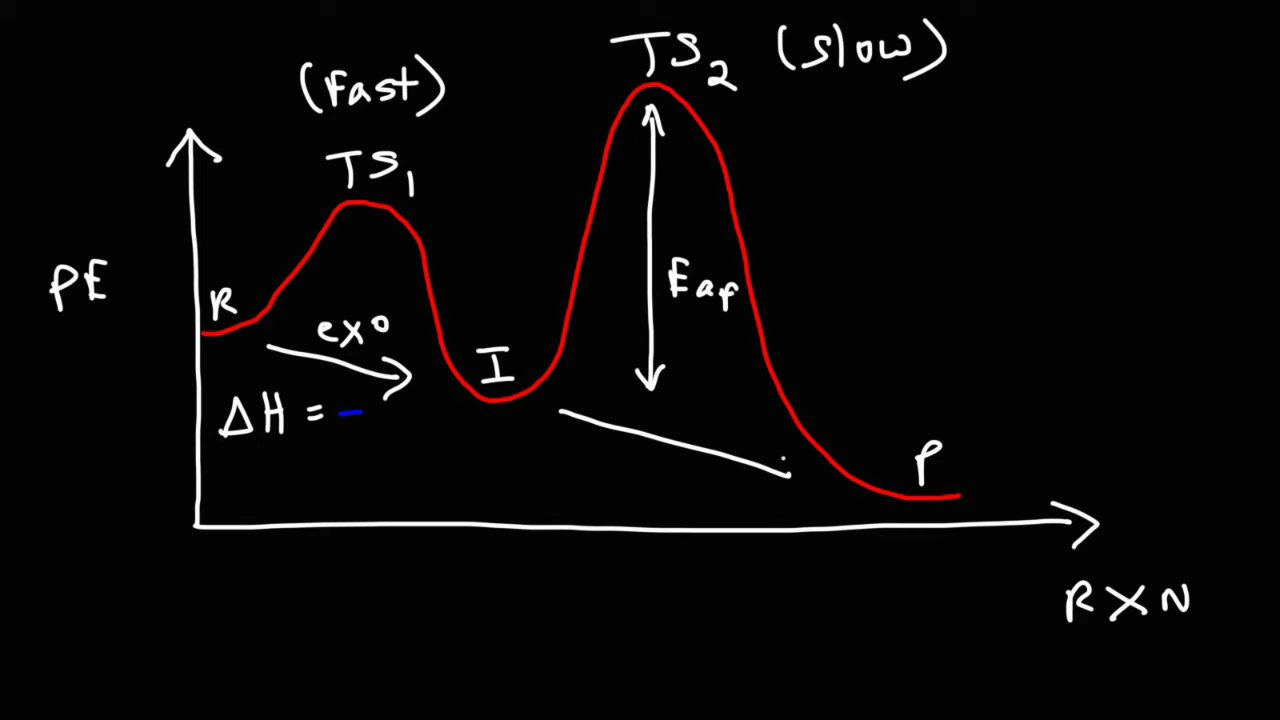 TS₂ (slow)
(Fast)
TS₁
PE
R
exo
I
Eaf
ΔH = -
P
RXN